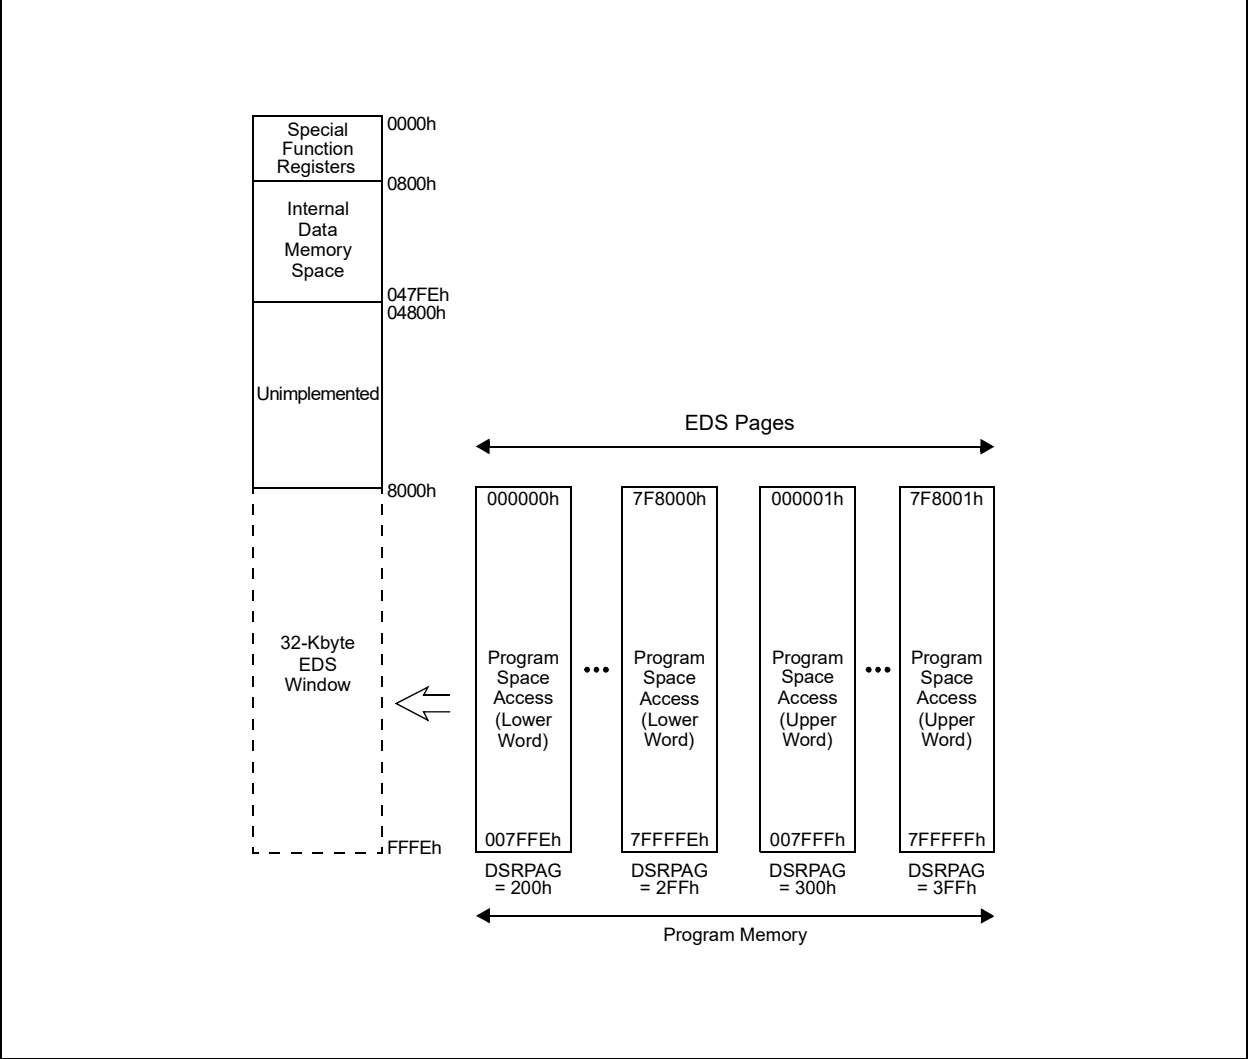 0000h
Special
Function
Registers
0800h
Internal
Data
Memory
Space
047FEh
04800h
Unimplemented
8000h
32-Kbyte
EDS
Window
FFFEh
EDS Pages
000000h
Program
Space
Access
(Lower
Word)
007FFEh
DSRPAG
= 200h
•••
7F8000h
Program
Space
Access
(Lower
Word)
7FFFFEh
DSRPAG
= 2FFh
000001h
Program
Space
Access
(Upper
Word)
007FFFh
DSRPAG
= 300h
•••
7F8001h
Program
Space
Access
(Upper
Word)
7FFFFFh
DSRPAG
= 3FFh
Program Memory